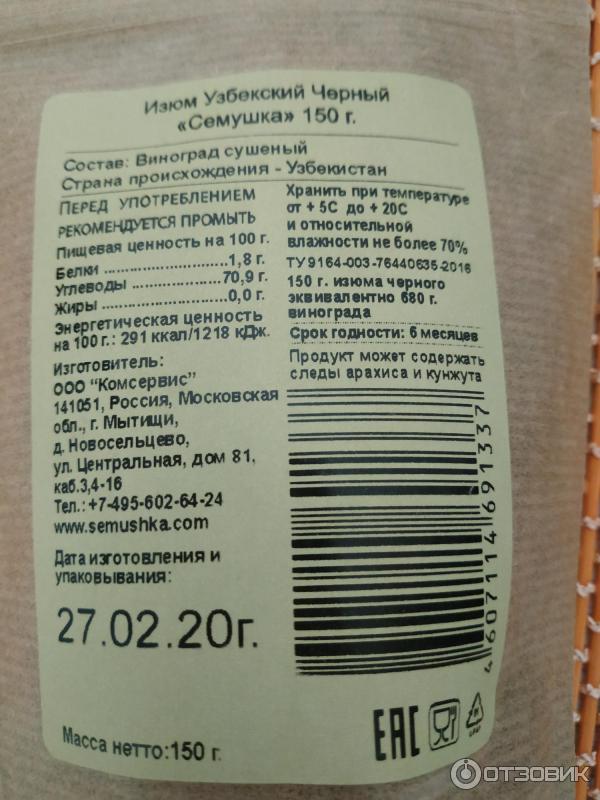 Изюм Узбекский Черный
«Семушка» 150 г.
Состав: Виноград сушеный
Страна происхождения - Узбекистан
ПЕРЕД УПОТРЕБЛЕНИЕМ
РЕКОМЕНДУЕТСЯ ПРОМЫТЬ
Пищевая ценность на 100 г.
Белки ....................1,8 г.
Углеводы ...............70,9 г.
Жиры .....................0,0 г.
Энергетическая ценность
на 100 г.: 291 ккал/1218 кДж.
Изготовитель:
ООО "Комсервис"
141051, Россия, Московская
обл., г. Мытищи,
д. Новосельцево,
ул. Центральная, дом 81,
каб.3,4-16
Тел.:+7-495-602-64-24
www.semushka.com
Дата изготовления и
упаковывания:
27.02.20г.
Масса нетто:150 г.
Хранить при температуре
от + 5С до + 20С
и относительной
влажности не более 70%
ТУ 9164-003-76440635-2016
150 г. изюма черного
эквивалентно 680 г.
винограда
Срок годности: 6 месяцев
Продукт может содержать
следы арахиса и кунжута
4 607114 691337
EAC
ОТЗОВИК